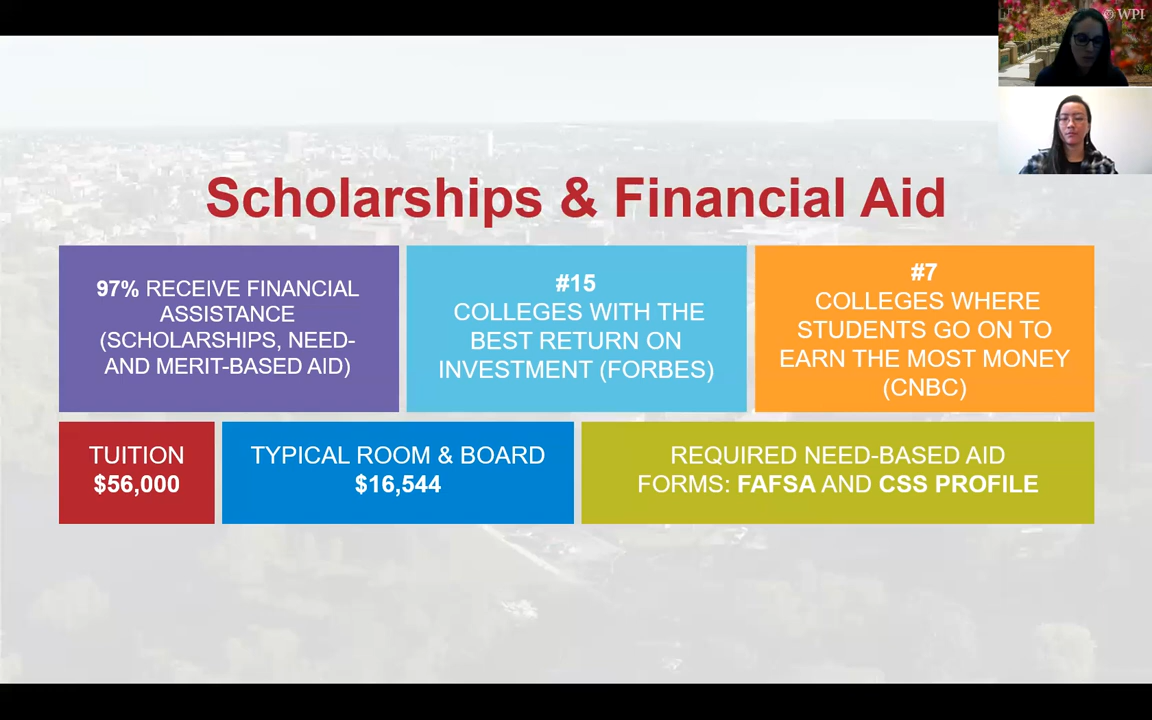 WPI
Scholarships & Financial Aid
97% RECEIVE FINANCIAL
ASSISTANCE
(SCHOLARSHIPS, NEED-
AND MERIT-BASED AID)
#15
COLLEGES WITH THE
BEST RETURN ON
INVESTMENT (FORBES)
#7
COLLEGES WHERE
STUDENTS GO ON TO
EARN THE MOST MONEY
(CNBC)
TUITION
$56,000
TYPICAL ROOM & BOARD
$16,544
REQUIRED NEED-BASED AID
FORMS: FAFSA AND CSS PROFILE